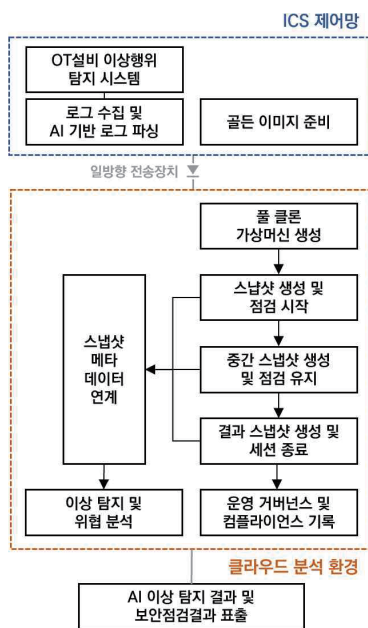 ICS 제어망
OT설비 이상행위
탐지 시스템
로그 수집 및
AI 기반 로그 파싱
골든 이미지 준비
일방향 전송장치
풀 클론
가상머신 생성
스냅샷 생성 및
점검 시작
스냅샷
메타
데이터
연계
중간 스냅샷 생성
및 점검 유지
결과 스냅샷 생성 및
세션 종료
이상 탐지 및
위협 분석
운영 거버넌스 및
컴플라이언스 기록
클라우드 분석 환경
AI 이상 탐지 결과 및
보안점검결과 표출